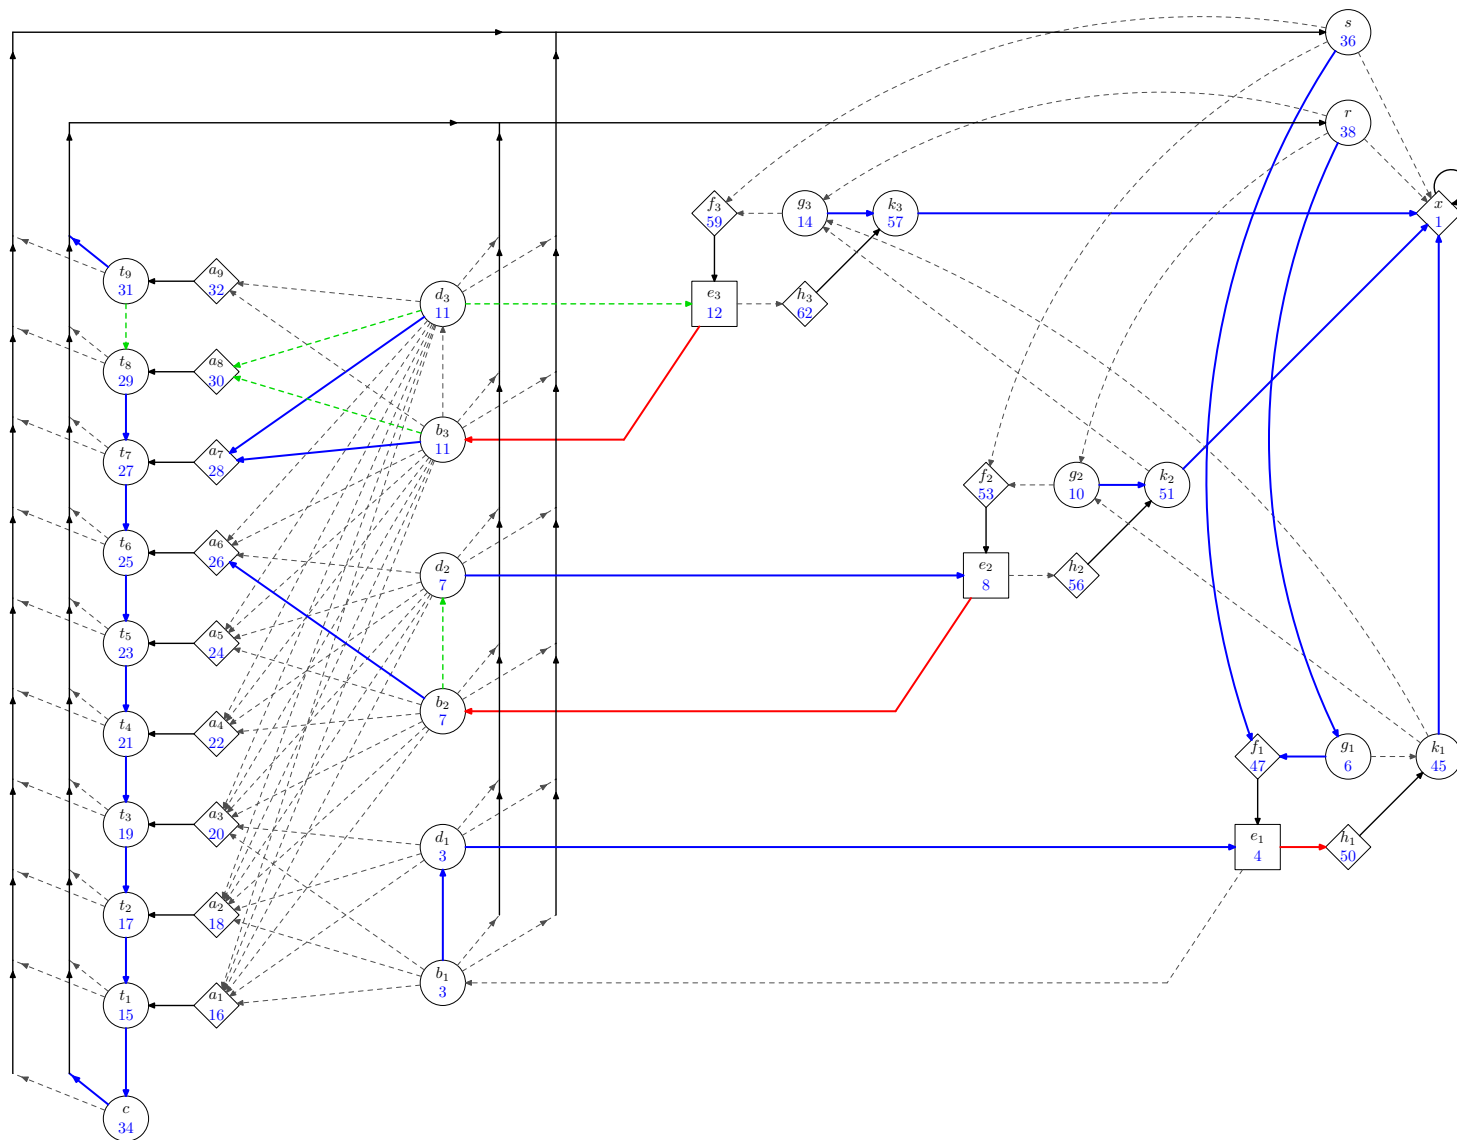 s
36
r
38
f₃
59
g₃
14
k₃
57
x
1
t₉
31
a₉
32
d₃
11
e₃
12
h₃
62
t₈
29
a₈
30
b₃
11
t₇
27
a₇
28
f₂
53
g₂
10
k₂
51
t₆
25
a₆
26
d₂
7
e₂
8
h₂
56
t₅
23
a₅
24
b₂
7
t₄
21
a₄
22
f₁
47
g₁
6
k₁
45
t₃
19
a₃
20
d₁
3
e₁
4
h₁
50
t₂
17
a₂
18
b₁
3
t₁
15
a₁
16
c
34